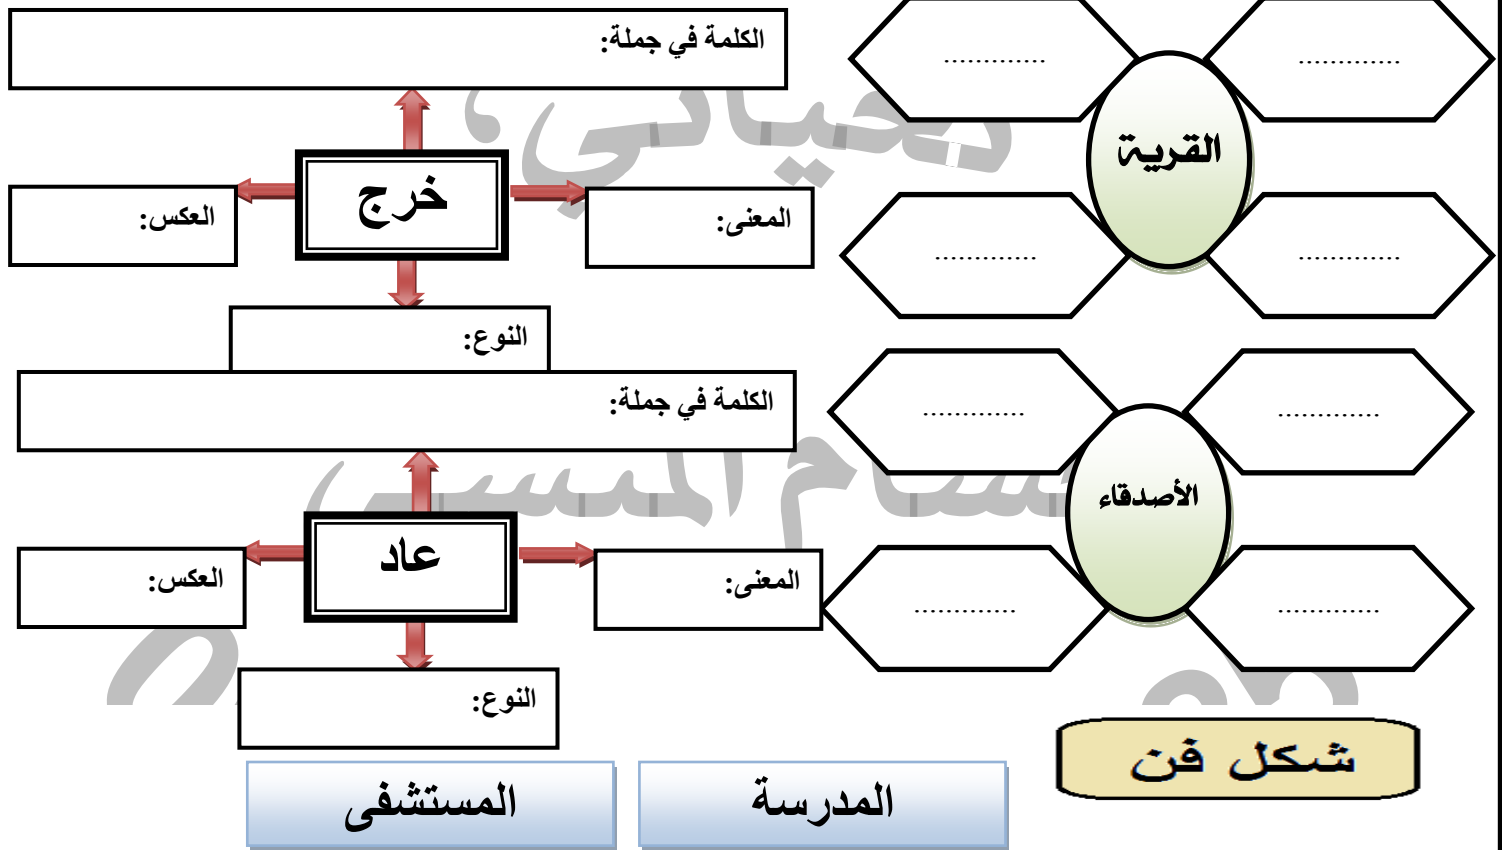 ............. .............
القرية
............. .............
الكلمة في جملة:
خرج
المعنى:
العكس:
النوع:
............. .............
الأصدقاء
............. .............
الكلمة في جملة:
عاد
المعنى:
العكس:
النوع:
شكل فن
المدرسة
المستشفى
تحياتي،